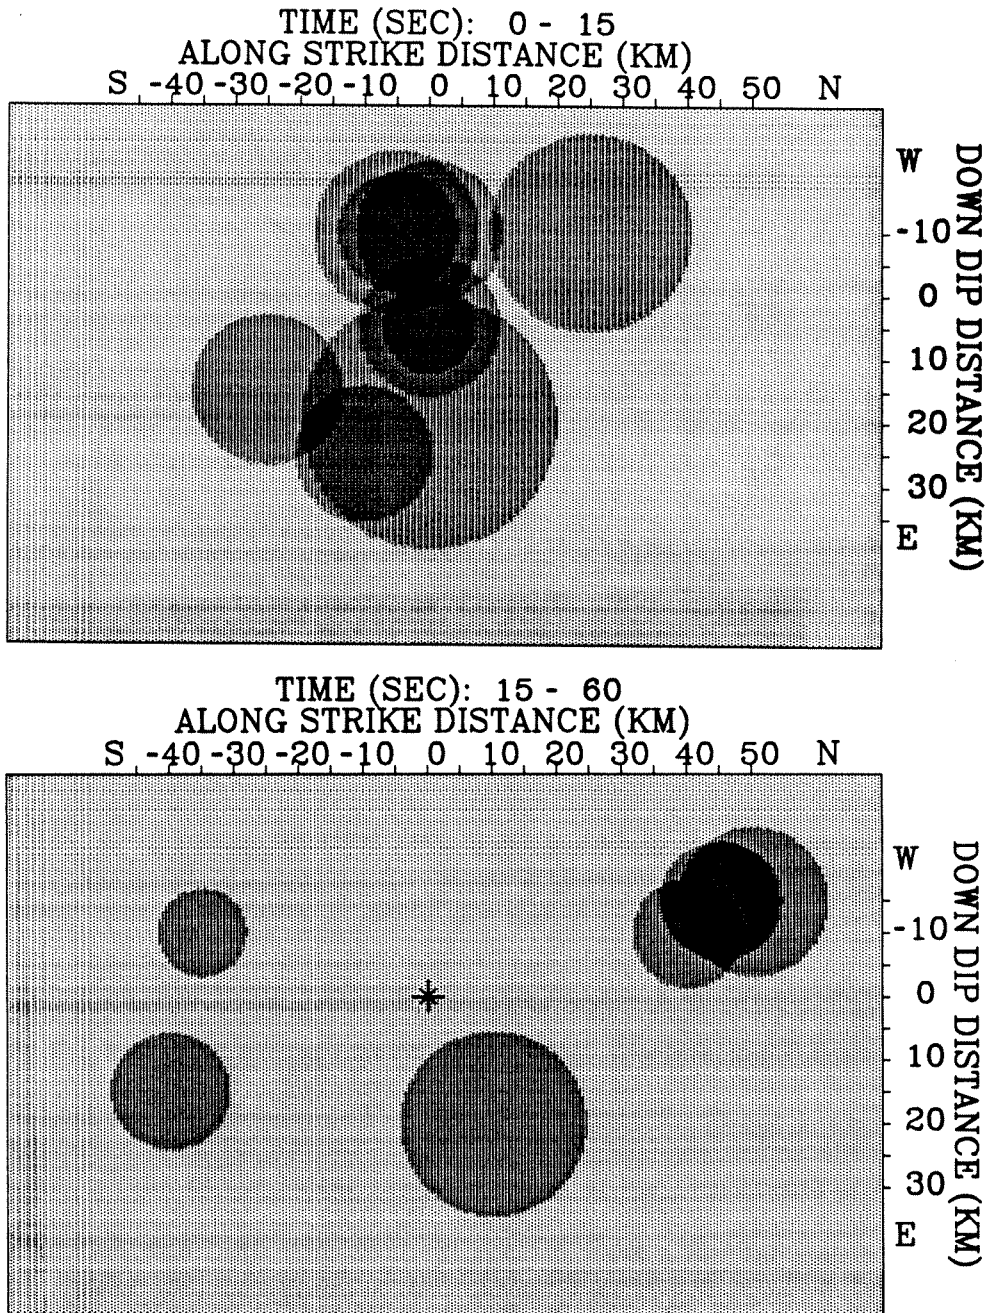 TIME (SEC): 0 - 15
ALONG STRIKE DISTANCE (KM)
S -40 -30 -20 -10 0 10 20 30 40 50 N
W
-10
0
10
20
30
E
DOWN DIP DISTANCE (KM)
TIME (SEC): 15 - 60
ALONG STRIKE DISTANCE (KM)
S -40 -30 -20 -10 0 10 20 30 40 50 N
W
-10
0
10
20
30
E
DOWN DIP DISTANCE (KM)